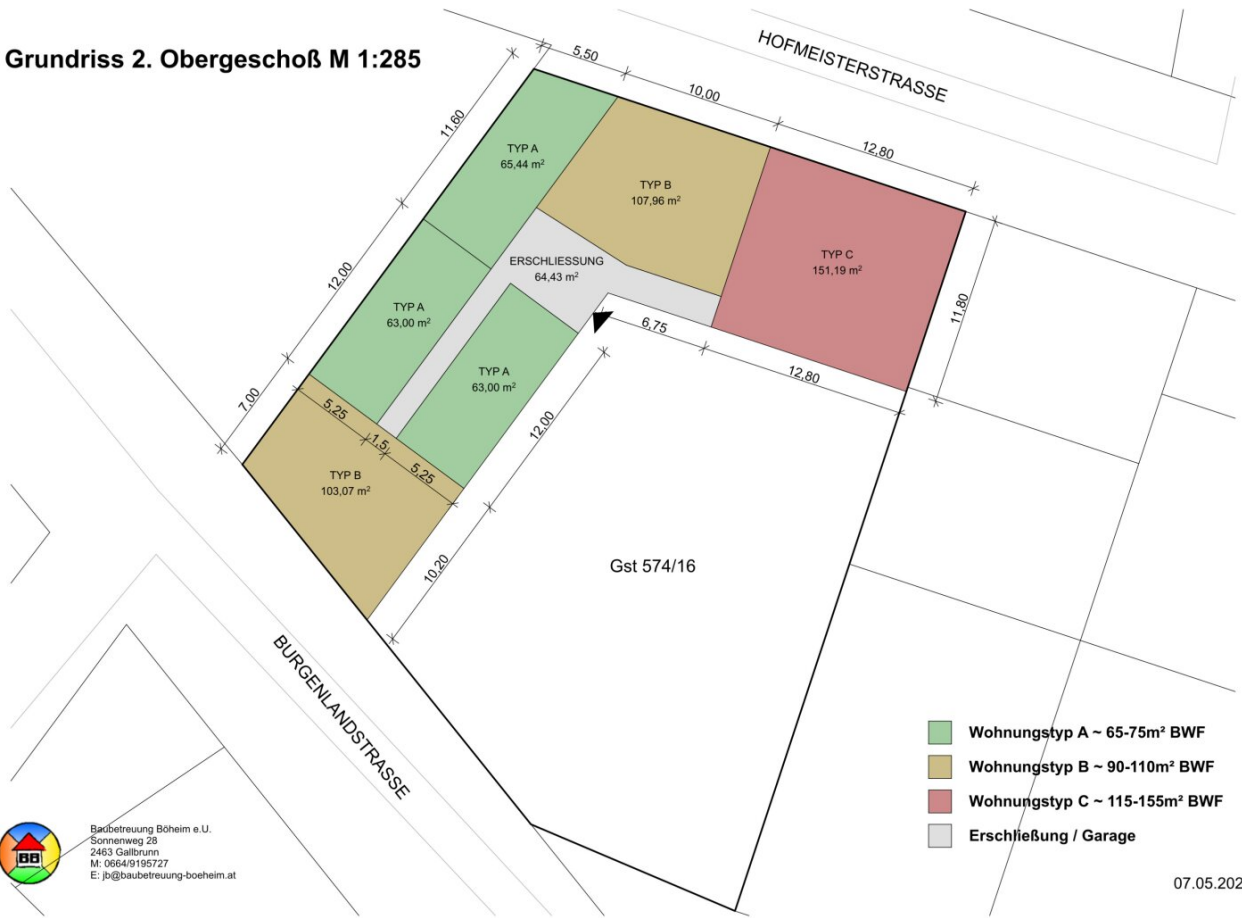 Grundriss 2. Obergeschoß M 1:285
HOFMEISTERSTRASSE
5,50
10,00
12,80
11,60
12,00
7,00
TYP A
65,44 m²
TYP B
107,96 m²
TYP C
151,19 m²
ERSCHLIESSUNG
64,43 m²
TYP A
63,00 m²
TYP A
63,00 m²
6,75
12,80
11,80
12,00
10,20
5,25
1,5
5,25
TYP B
103,07 m²
Gst 574/16
BURGENLANDSTRASSE
Wohnungstyp A ~ 65-75m² BWF
Wohnungstyp B ~ 90-110m² BWF
Wohnungstyp C ~ 115-155m² BWF
Erschließung / Garage
BB
Baubetreuung Böheim e.U.
Sonnenweg 28
2463 Gallbrunn
M: 0664/9195727
E: jb@baubetreuung-boeheim.at
07.05.202